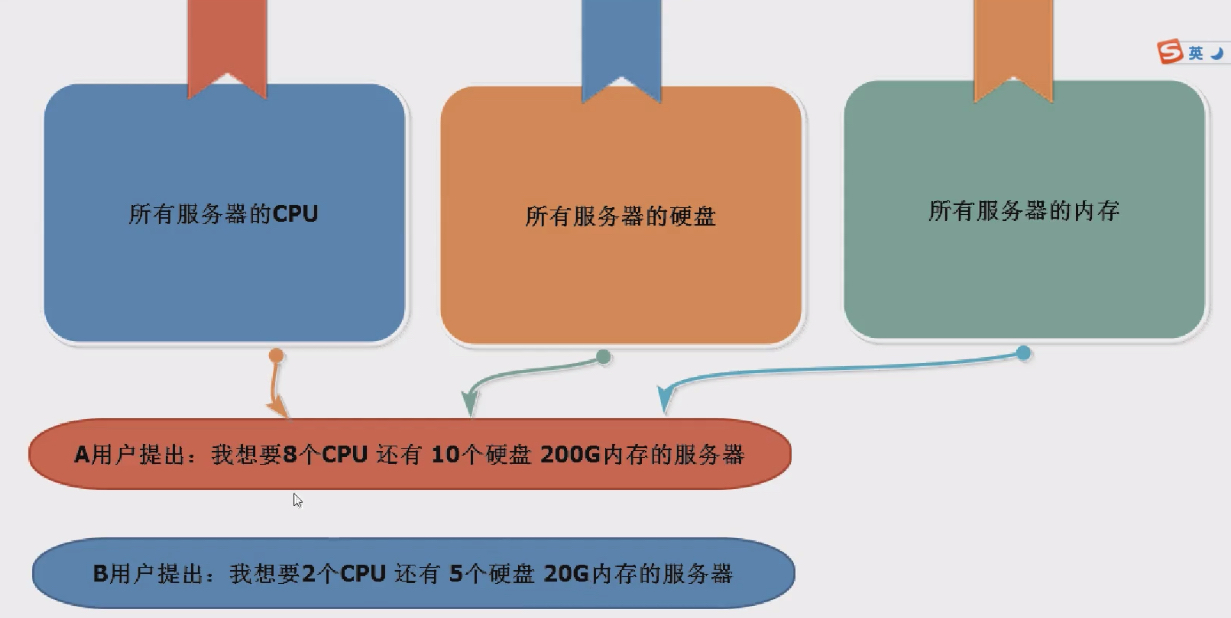 英
所有服务器的CPU
所有服务器的硬盘
所有服务器的内存
A用户提出：我想要8个CPU 还有 10个硬盘 200G内存的服务器
B用户提出：我想要2个CPU 还有 5个硬盘 20G内存的服务器